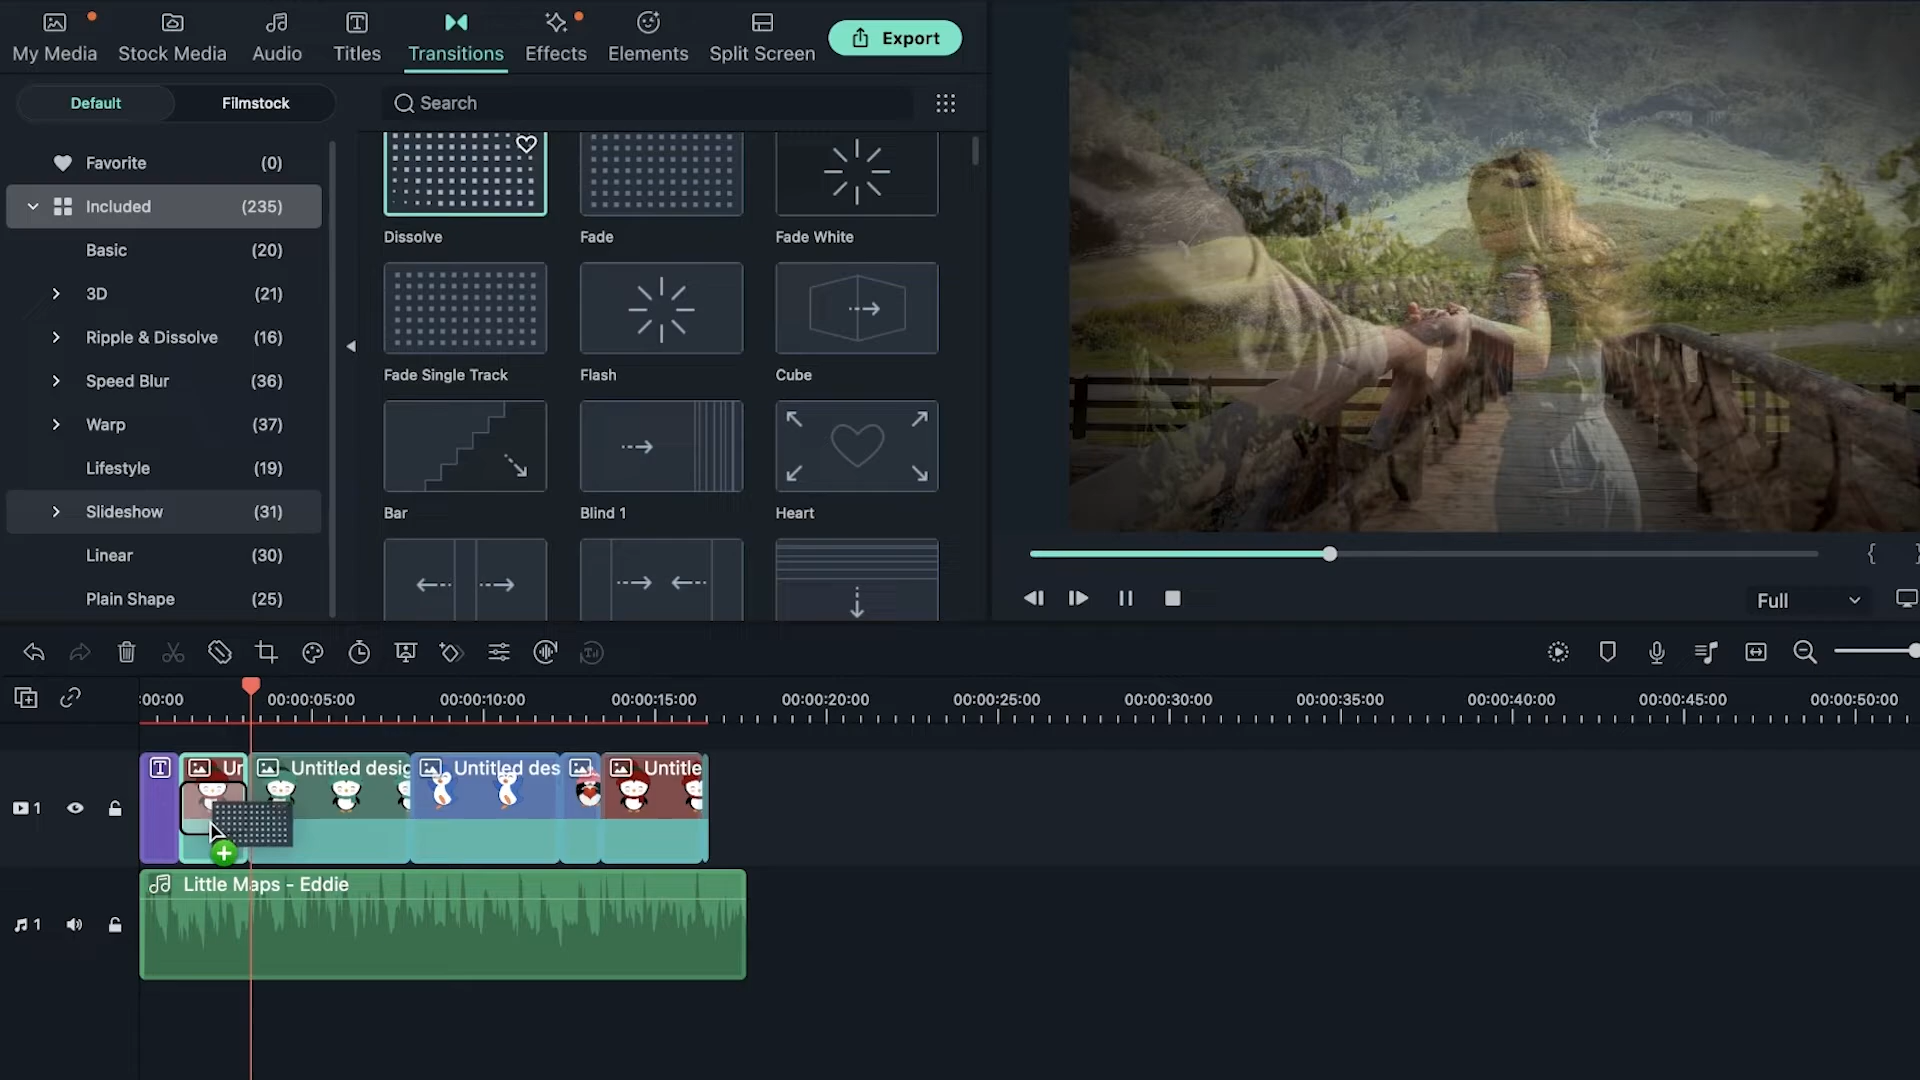 My Media
Stock Media
Audio
Titles
Transitions
Effects
Elements
Split Screen
Export
Default
Filmstock
Search
Favorite (0)
Included (235)
Basic (20)
3D (21)
Ripple & Dissolve (16)
Speed Blur (36)
Warp (37)
Lifestyle (19)
Slideshow (31)
Linear (30)
Plain Shape (25)
Dissolve
Fade
Fade White
Fade Single Track
Flash
Cube
Bar
Blind 1
Heart
Full
:00:00
00:00:05:00
00:00:10:00
00:00:15:00
00:00:20:00
00:00:25:00
00:00:30:00
00:00:35:00
00:00:40:00
00:00:45:00
00:00:50:00
1
T
Ur
Untitled desig
Untitled des
Untitle
1
Little Maps - Eddie